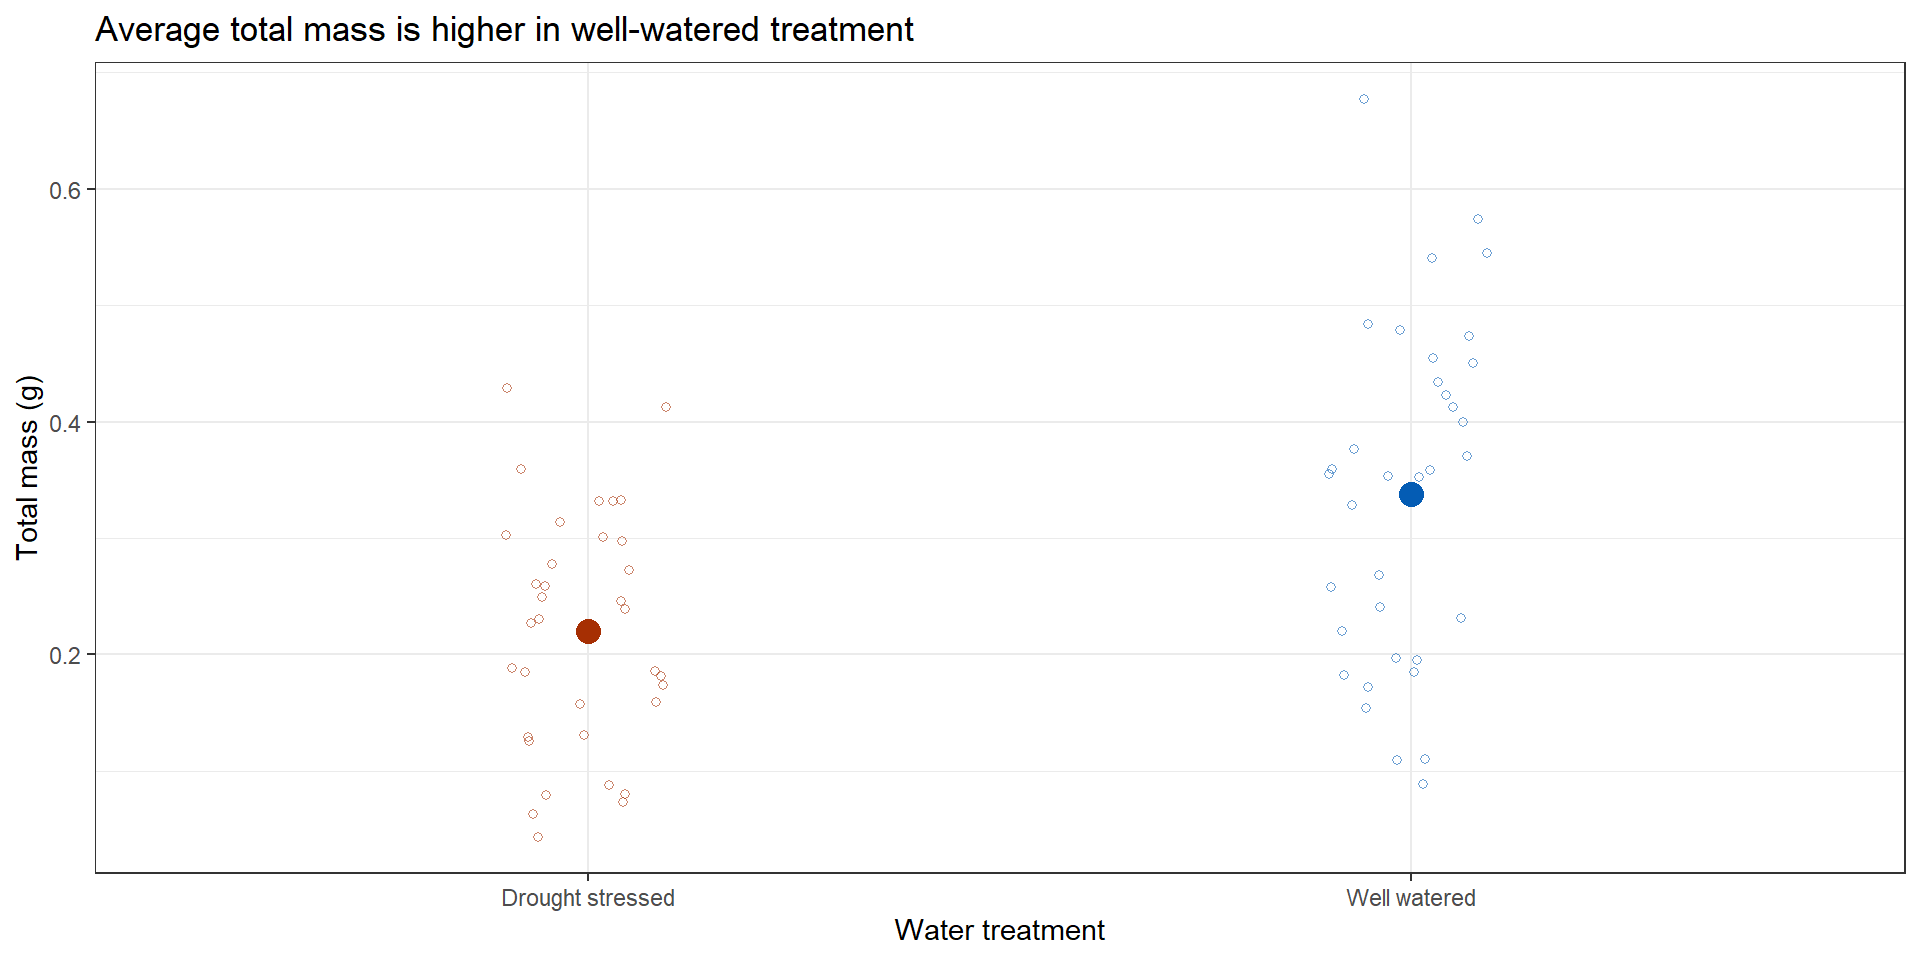 Average total mass is higher in well-watered treatment
Total mass (g)
0.6
0.4
0.2
Drought stressed
Well watered
Water treatment